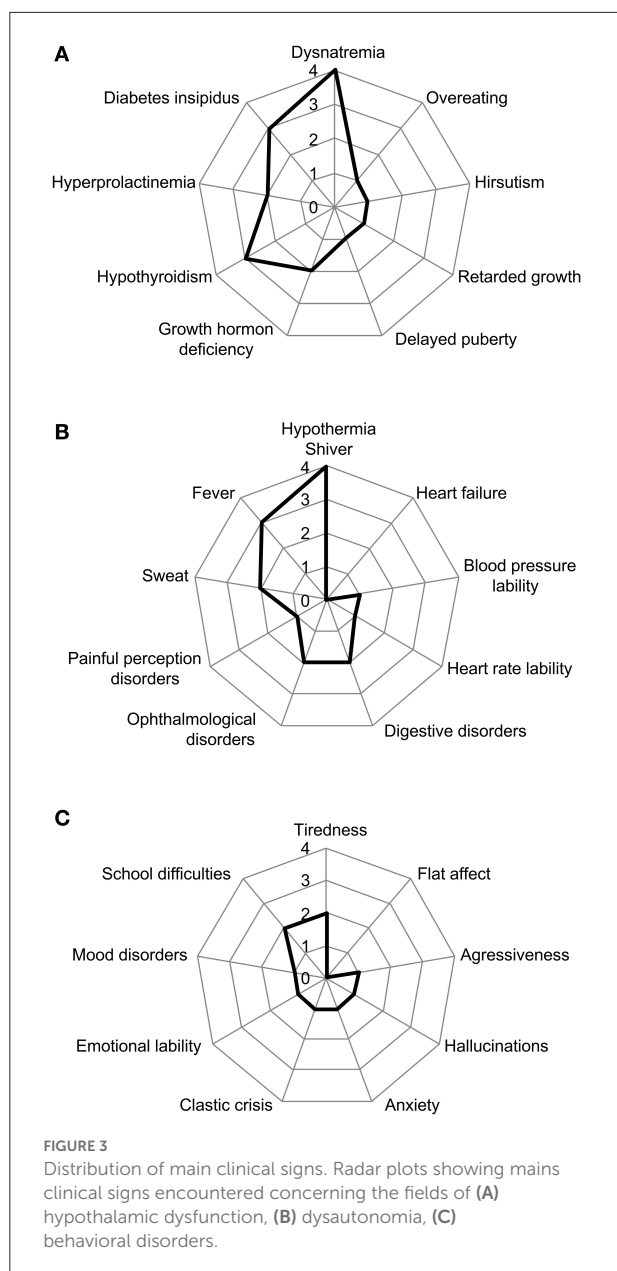 A
Dysnatremia
4
3
2
1
0
Overeating
Hirsutism
Retarded growth
Delayed puberty
Growth hormon
deficiency
Hypothyroidism
Hyperprolactinemia
Diabetes insipidus
B
Hypothermia
Shiver
4
3
2
1
0
Heart failure
Blood pressure
lability
Heart rate lability
Digestive disorders
Ophthalmological
disorders
Painful perception
disorders
Sweat
Fever
C
Tiredness
4
3
2
1
0
Flat affect
Agressiveness
Hallucinations
Anxiety
Clastic crisis
Emotional lability
Mood disorders
School difficulties
FIGURE 3
Distribution of main clinical signs. Radar plots showing mains
clinical signs encountered concerning the fields of (A)
hypothalamic dysfunction, (B) dysautonomia, (C)
behavioral disorders.